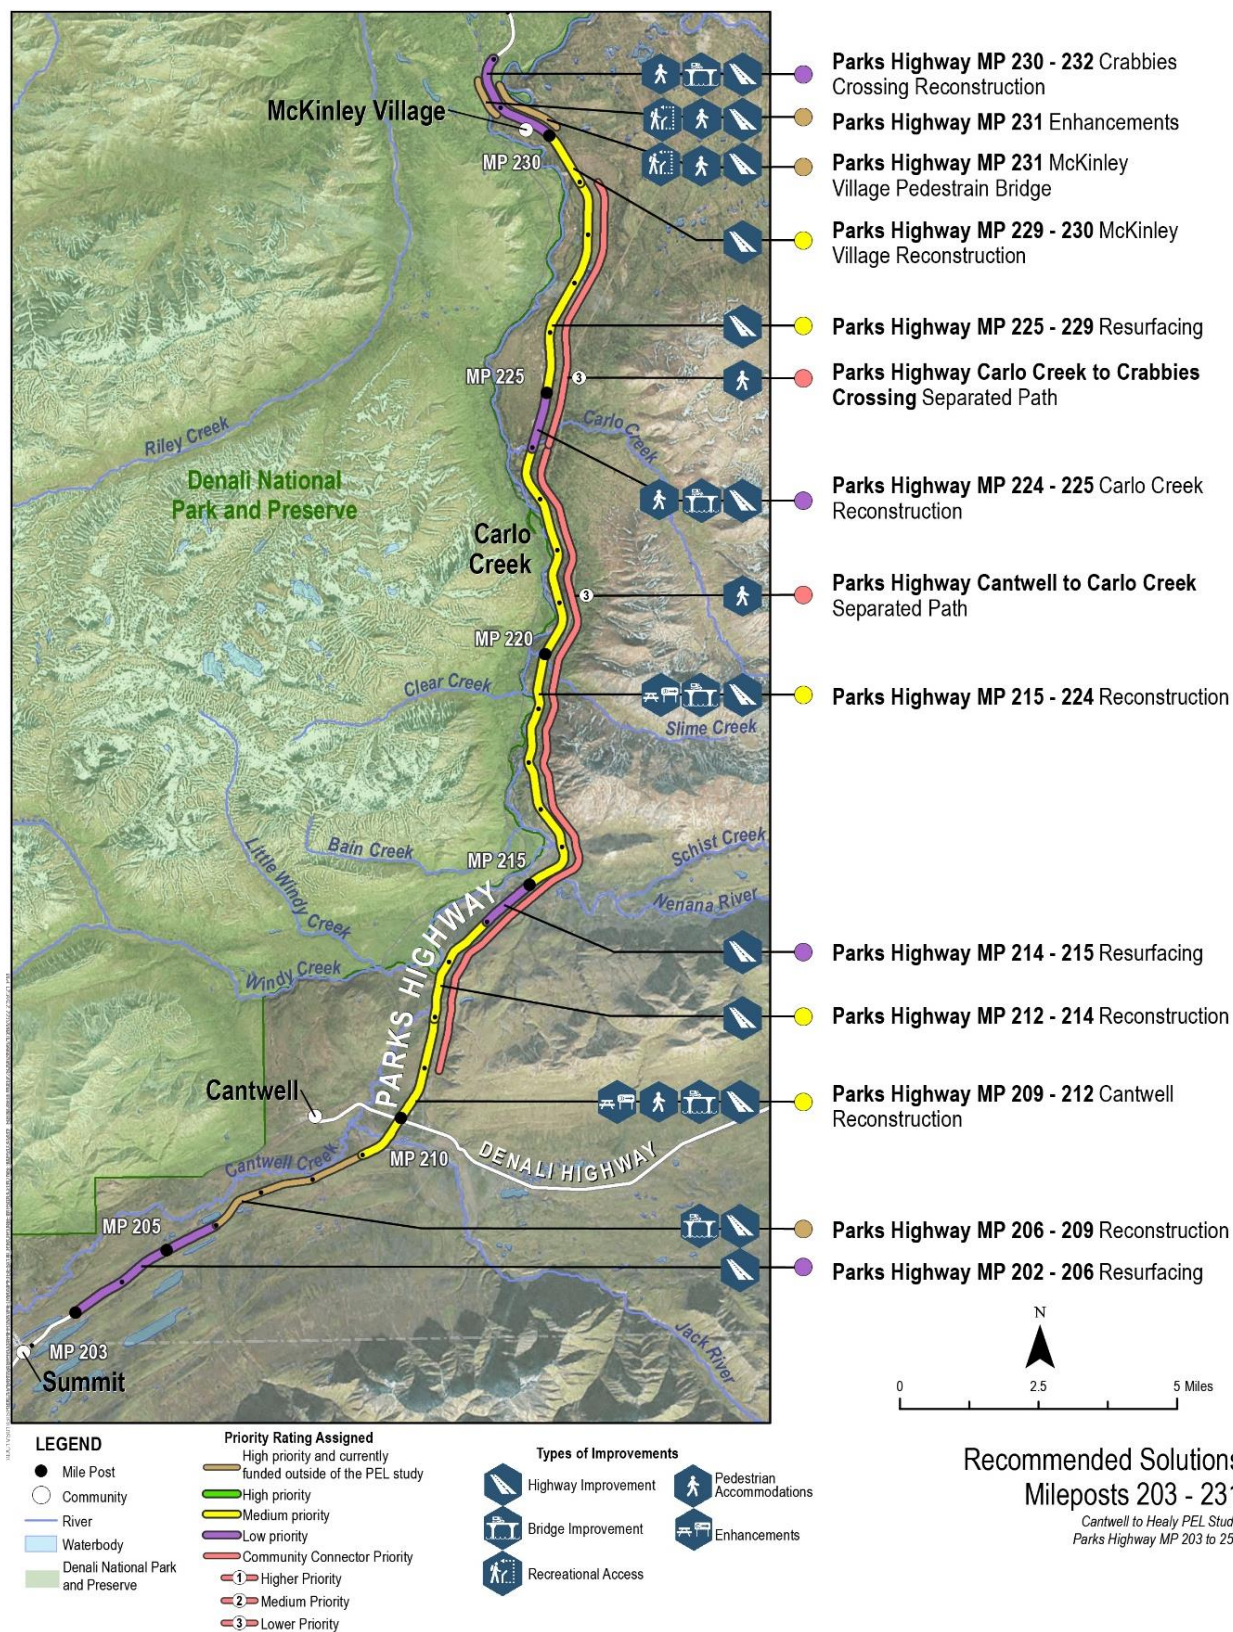 McKinley Village
MP 230
MP 225
Riley Creek
Carlo Creek
Denali National
Park and Preserve
Carlo
Creek
MP 220
Clear Creek
Slime Creek
Bain Creek
MP 215
Schist Creek
Little Windy Creek
Nenana River
Windy Creek
PARKS HIGHWAY
Cantwell
MP 210
DENALI HIGHWAY
Cantwell Creek
MP 205
MP 203
Summit
Jack River
3
3
Parks Highway MP 230 - 232 Crabbies
Crossing Reconstruction
Parks Highway MP 231 Enhancements
Parks Highway MP 231 McKinley
Village Pedestrain Bridge
Parks Highway MP 229 - 230 McKinley
Village Reconstruction
Parks Highway MP 225 - 229 Resurfacing
Parks Highway Carlo Creek to Crabbies
Crossing Separated Path
Parks Highway MP 224 - 225 Carlo Creek
Reconstruction
Parks Highway Cantwell to Carlo Creek
Separated Path
Parks Highway MP 215 - 224 Reconstruction
Parks Highway MP 214 - 215 Resurfacing
Parks Highway MP 212 - 214 Reconstruction
Parks Highway MP 209 - 212 Cantwell
Reconstruction
Parks Highway MP 206 - 209 Reconstruction
Parks Highway MP 202 - 206 Resurfacing
N
0 2.5 5 Miles
LEGEND
Mile Post
Community
River
Waterbody
Denali National Park
and Preserve
Priority Rating Assigned
High priority and currently
funded outside of the PEL study
High priority
Medium priority
Low priority
Community Connector Priority
1 Higher Priority
2 Medium Priority
3 Lower Priority
Types of Improvements
Highway Improvement
Bridge Improvement
Recreational Access
Pedestrian
Accommodations
Enhancements
Recommended Solutions
Mileposts 203 - 231
Cantwell to Healy PEL Stud
Parks Highway MP 203 to 25